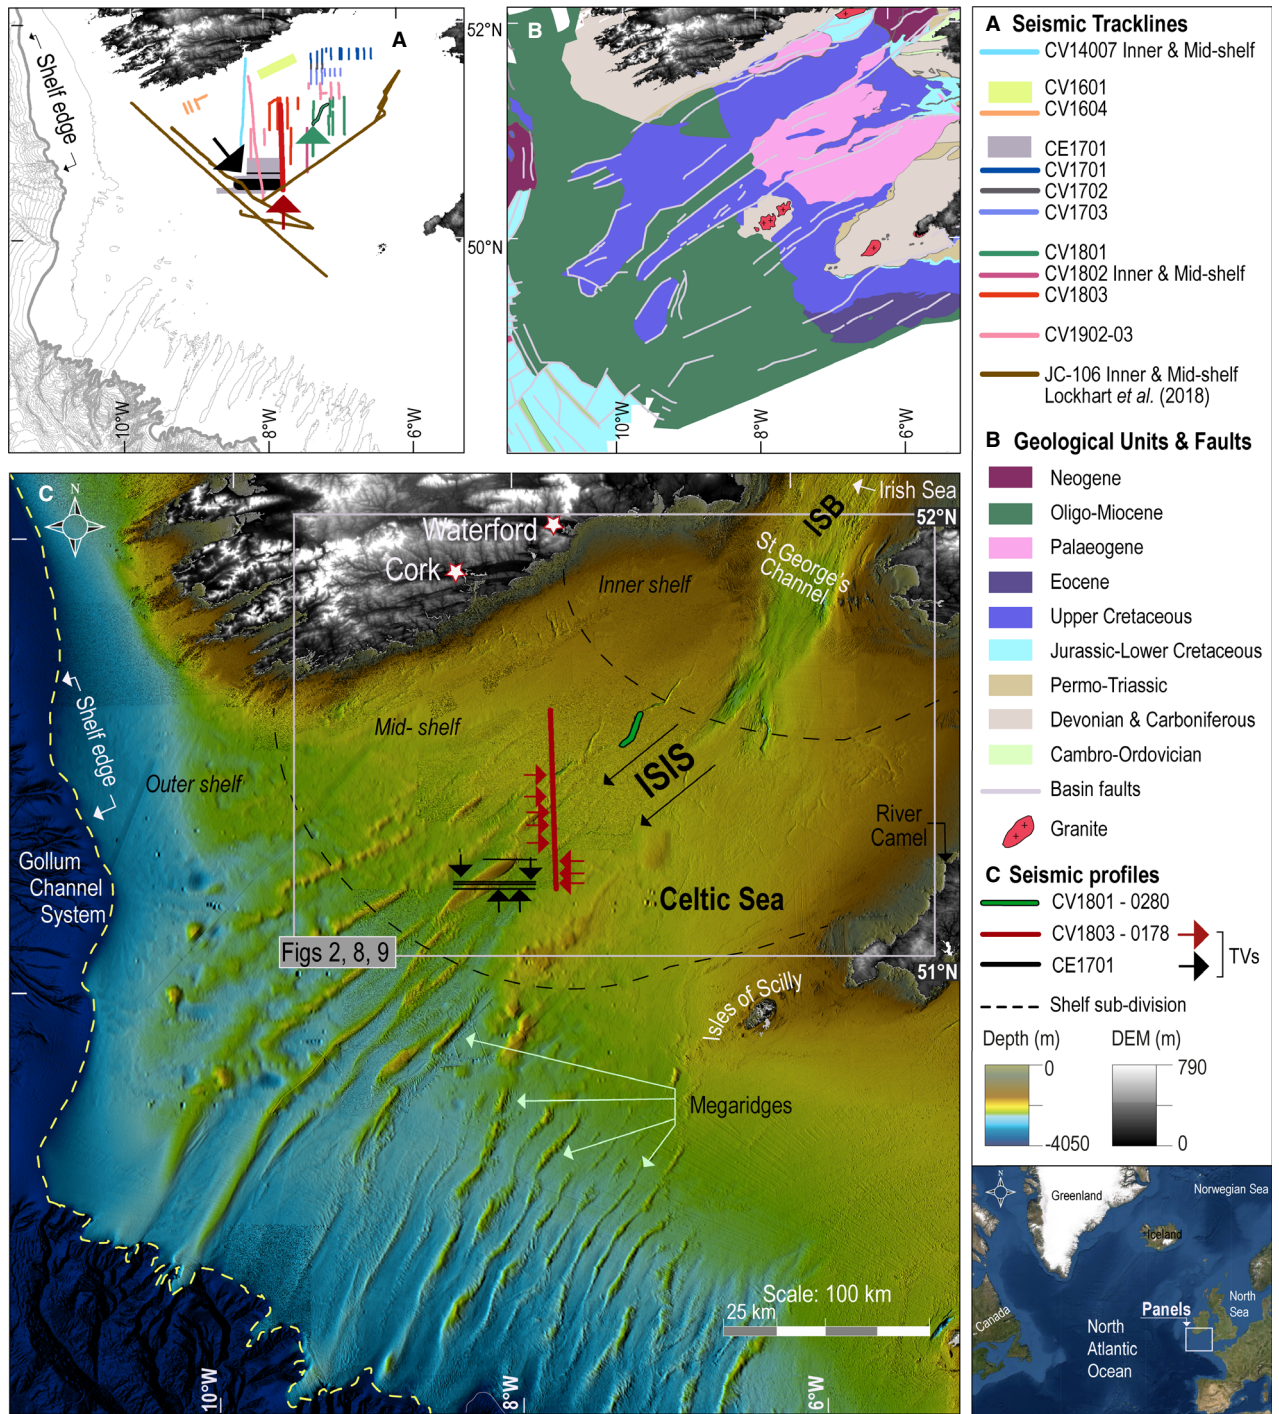 A
Shelf edge
10°W
8°W
6°W
52°N
50°N
B
10°W
8°W
6°W
A Seismic Tracklines
CV14007 Inner & Mid-shelf
CV1601
CV1604
CE1701
CV1701
CV1702
CV1703
CV1801
CV1802 Inner & Mid-shelf
CV1803
CV1902-03
JC-106 Inner & Mid-shelf
Lockhart et al. (2018)
B Geological Units & Faults
Neogene
Oligo-Miocene
Palaeogene
Eocene
Upper Cretaceous
Jurassic-Lower Cretaceous
Permo-Triassic
Devonian & Carboniferous
Cambro-Ordovician
Basin faults
Granite
C Seismic profiles
CV1801 - 0280
CV1803 - 0178
CE1701
TVs
Shelf sub-division
Depth (m)
0
-4050
DEM (m)
790
0
C
N
Irish Sea
ISB
52°N
Waterford
Cork
St George's
Channel
Inner shelf
Mid- shelf
Shelf edge
Outer shelf
ISIS
River
Camel
Gollum
Channel
System
Celtic Sea
Figs 2, 8, 9
51°N
Isles of Scilly
Megaridges
Scale: 100 km
25 km
10°W
8°W
6°W
N
Greenland
Norwegian Sea
Iceland
Canada
North
Sea
Panels
North
Atlantic
Ocean